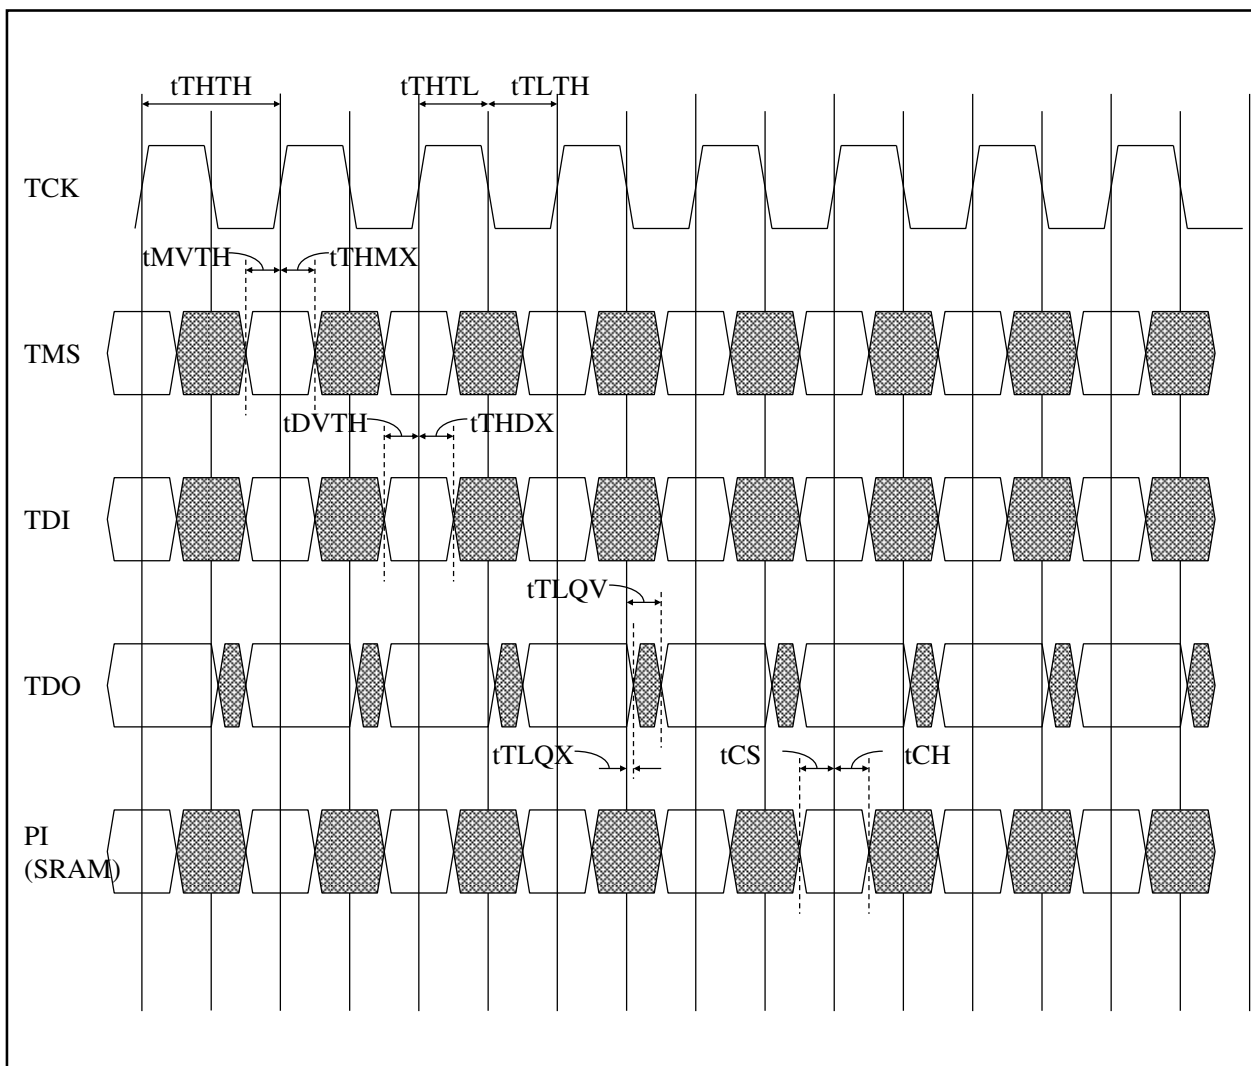 tTHTH
tTHTL
tTLTH
TCK
tMVTH
tTHMX
TMS
tDVTH
tTHDX
TDI
tTLQV
TDO
tTLQX
tCS
tCH
PI
(SRAM)